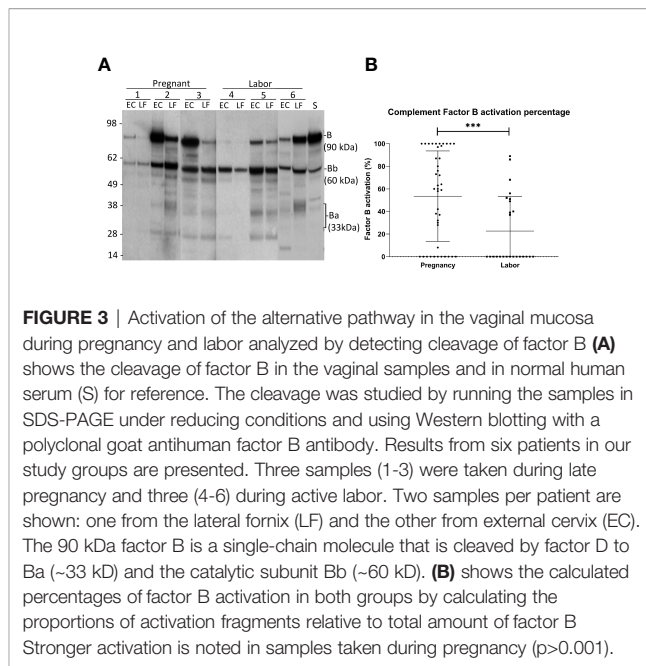 A
B
Pregnant
Labor
1 2 3 4 5 6
EC LF EC LF EC LF EC LF EC LF EC LF S
98
62
49
38
28
14
-B
(90 kDa)
-Bb
(60 kDa)
-Ba
(33kDa)
Complement Factor B activation percentage
***
Factor B activation (%)
100
80
60
40
20
0
Pregnancy
Labor
FIGURE 3 | Activation of the alternative pathway in the vaginal mucosa
during pregnancy and labor analyzed by detecting cleavage of factor B (A)
shows the cleavage of factor B in the vaginal samples and in normal human
serum (S) for reference. The cleavage was studied by running the samples in
SDS-PAGE under reducing conditions and using Western blotting with a
polyclonal goat antihuman factor B antibody. Results from six patients in our
study groups are presented. Three samples (1-3) were taken during late
pregnancy and three (4-6) during active labor. Two samples per patient are
shown: one from the lateral fornix (LF) and the other from external cervix (EC).
The 90 kDa factor B is a single-chain molecule that is cleaved by factor D to
Ba (~33 kD) and the catalytic subunit Bb (~60 kD). (B) shows the calculated
percentages of factor B activation in both groups by calculating the
proportions of activation fragments relative to total amount of factor B
Stronger activation is noted in samples taken during pregnancy (p>0.001).